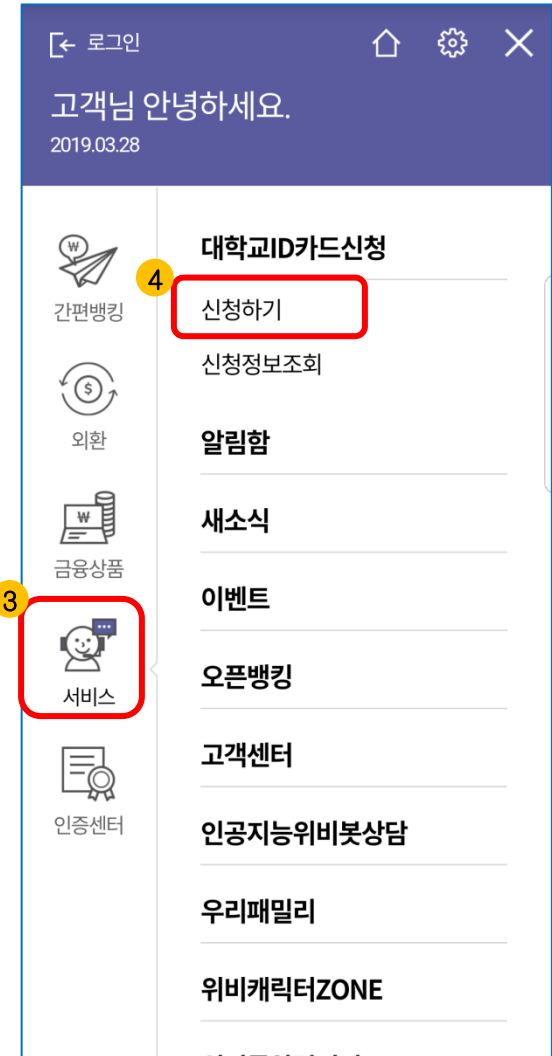 로그인
고객님 안녕하세요.
2019.03.28
간편뱅킹
외환
금융상품
3
서비스
인증센터
대학교ID카드신청
4
신청하기
신청정보조회
알림함
새소식
이벤트
오픈뱅킹
고객센터
인공지능위비봇상담
우리패밀리
위비캐릭터ZONE